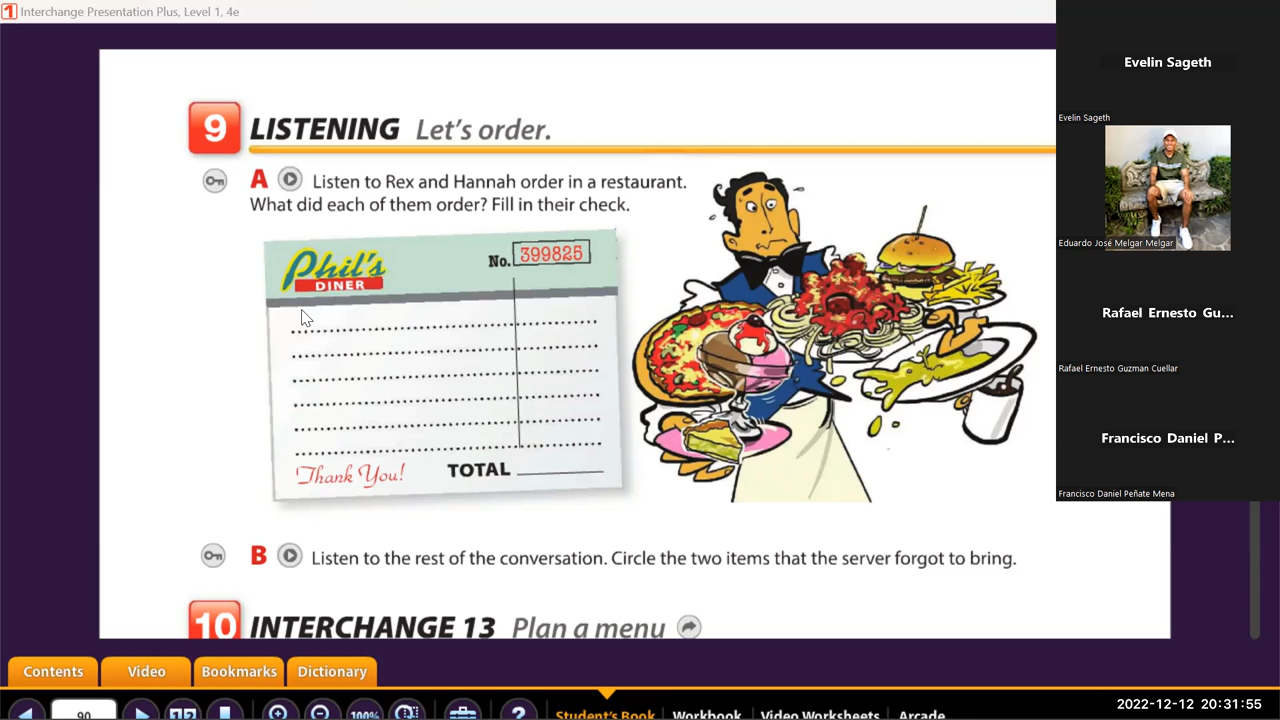 Interchange Presentation Plus, Level 1, 4e
9 LISTENING Let's order.
A Listen to Rex and Hannah order in a restaurant.
What did each of them order? Fill in their check.
Phil's
DINER
No. 399825
Thank You! TOTAL
B Listen to the rest of the conversation. Circle the two items that the server forgot to bring.
10 INTERCHANGE 13 Plan a menu
Evelin Sageth
Evelin Sageth
Eduardo José Melgar Melgar
Rafael Ernesto Gu...
Rafael Ernesto Guzman Cuellar
Francisco Daniel P...
Francisco Daniel Peñate Mena
Contents Video Bookmarks Dictionary
90 100% ? Student's Book Workbook Video Worksheets Arcade
2022-12-12 20:31:55